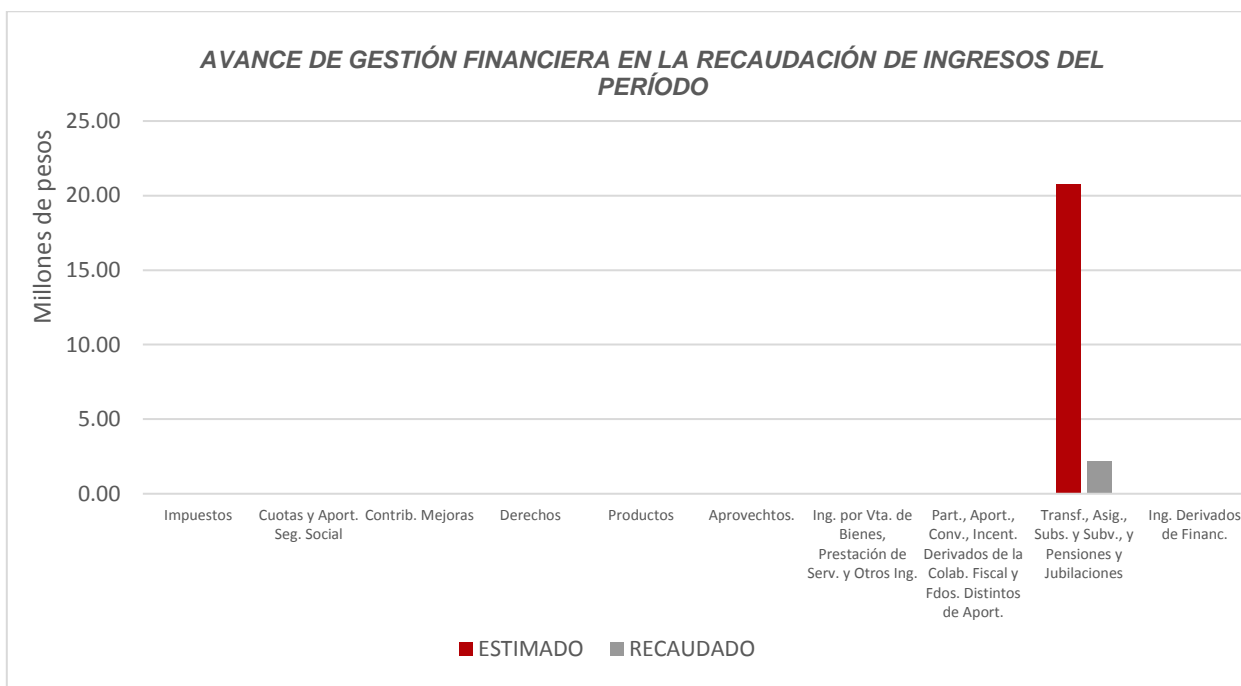 AVANCE DE GESTIÓN FINANCIERA EN LA RECAUDACIÓN DE INGRESOS DEL
PERÍODO
Millones de pesos
25.00
20.00
15.00
10.00
5.00
0.00
Impuestos
Cuotas y Aport.
Seg. Social
Contrib. Mejoras
Derechos
Productos
Aprovechtos.
Ing. por Vta. de
Bienes,
Prestación de
Serv. y Otros Ing.
Part., Aport.,
Conv., Incent.
Derivados de la
Colab. Fiscal y
Fdos. Distintos
de Aport.
Transf., Asig.,
Subs. y Subv., y
Pensiones y
Jubilaciones
Ing. Derivados
de Financ.
ESTIMADO
RECAUDADO